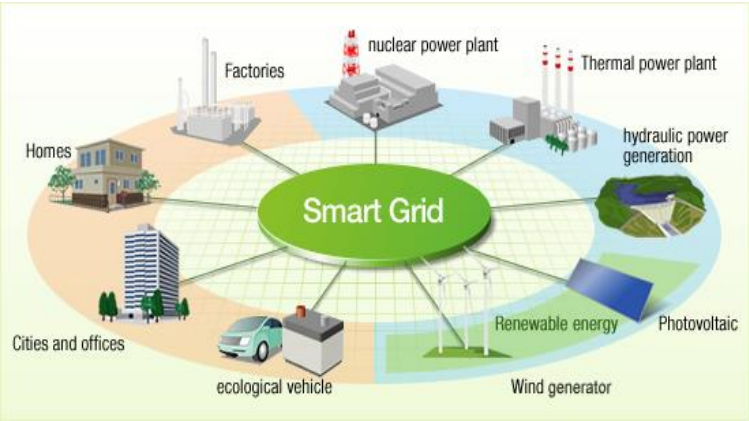 nuclear power plant
Factories
Thermal power plant
Homes
hydraulic power
generation
Smart Grid
Renewable energy
Photovoltaic
Cities and offices
ecological vehicle
Wind generator